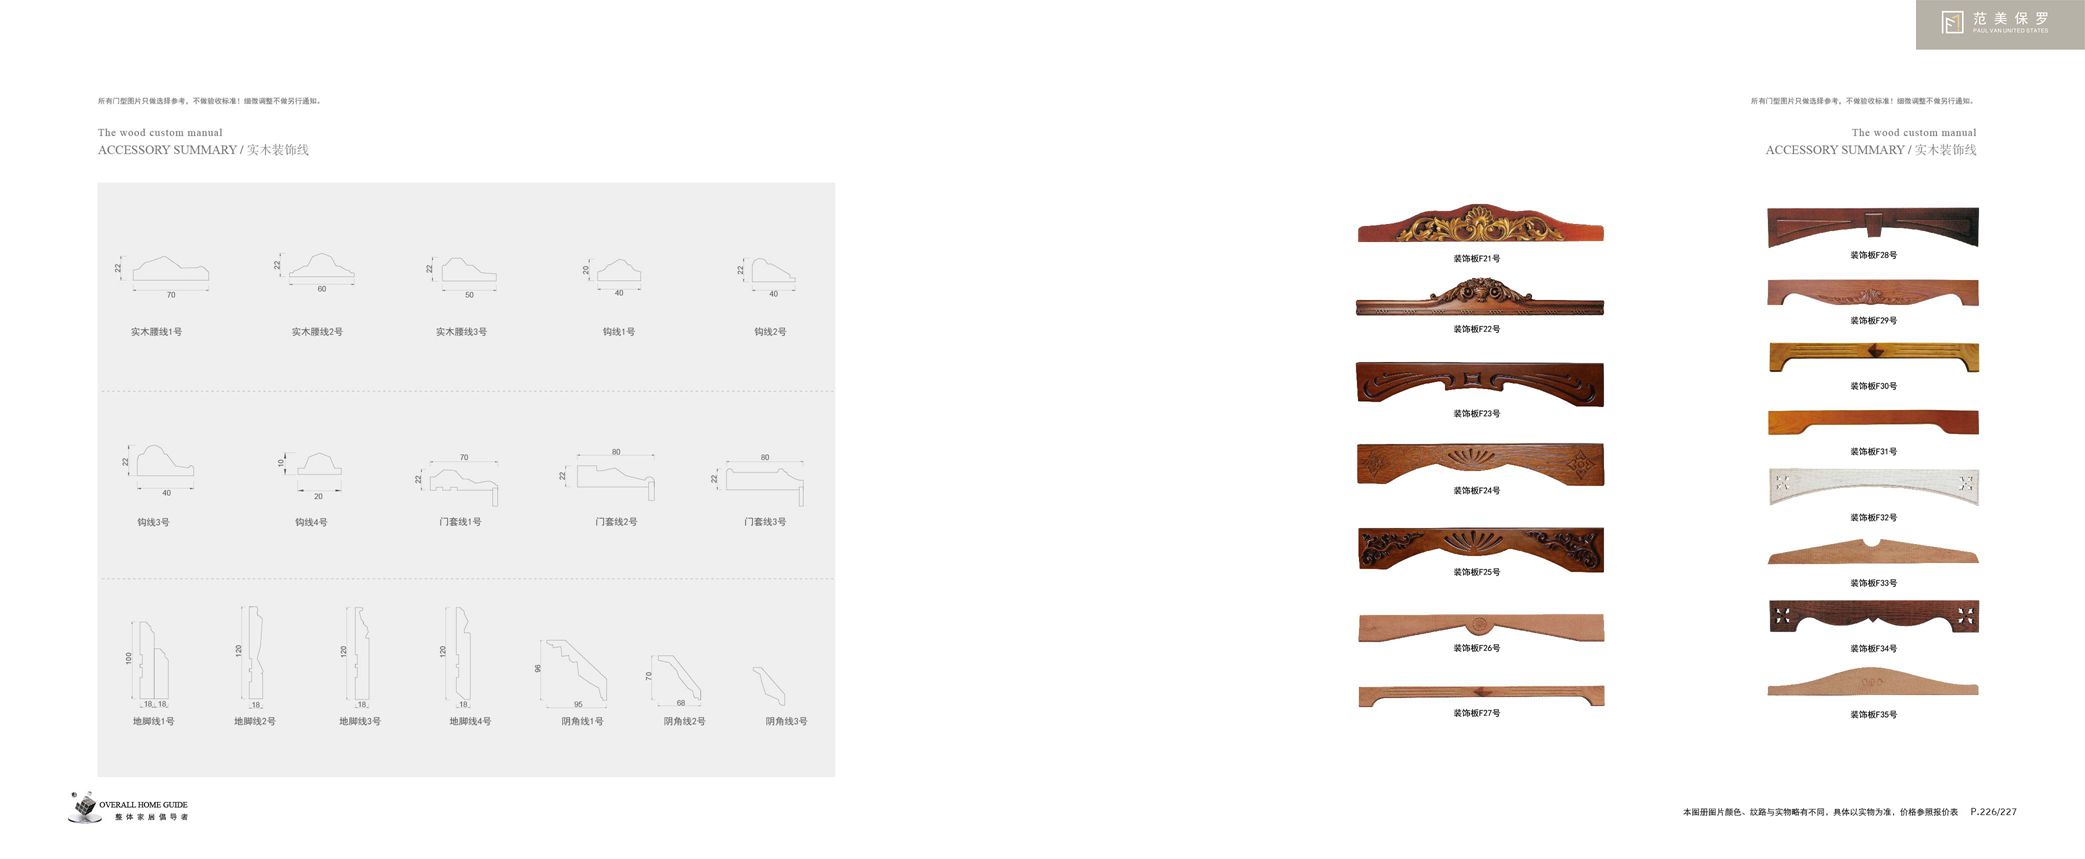 范美保罗
PAUL VAN UNITED STATES
所有门型图片只做选择参考，不做验收标准！细微调整不做另行通知。
The wood custom manual
ACCESSORY SUMMARY / 实木装饰线
22
70
实木腰线1号
22
60
实木腰线2号
22
50
实木腰线3号
20
40
钩线1号
22
40
钩线2号
22
40
钩线3号
10
20
钩线4号
70
22
门套线1号
80
22
门套线2号
80
22
门套线3号
100
18 18
地脚线1号
120
18
地脚线2号
120
18
地脚线3号
120
18
地脚线4号
96
95
阴角线1号
70
68
阴角线2号
阴角线3号
OVERALL HOME GUIDE
整体家居倡导者
所有门型图片只做选择参考，不做验收标准！细微调整不做另行通知。
The wood custom manual
ACCESSORY SUMMARY / 实木装饰线
装饰板F21号
装饰板F22号
装饰板F23号
装饰板F24号
装饰板F25号
装饰板F26号
装饰板F27号
装饰板F28号
装饰板F29号
装饰板F30号
装饰板F31号
装饰板F32号
装饰板F33号
装饰板F34号
装饰板F35号
本图册图片颜色、纹路与实物略有不同，具体以实物为准，价格参照报价表 P.226/227